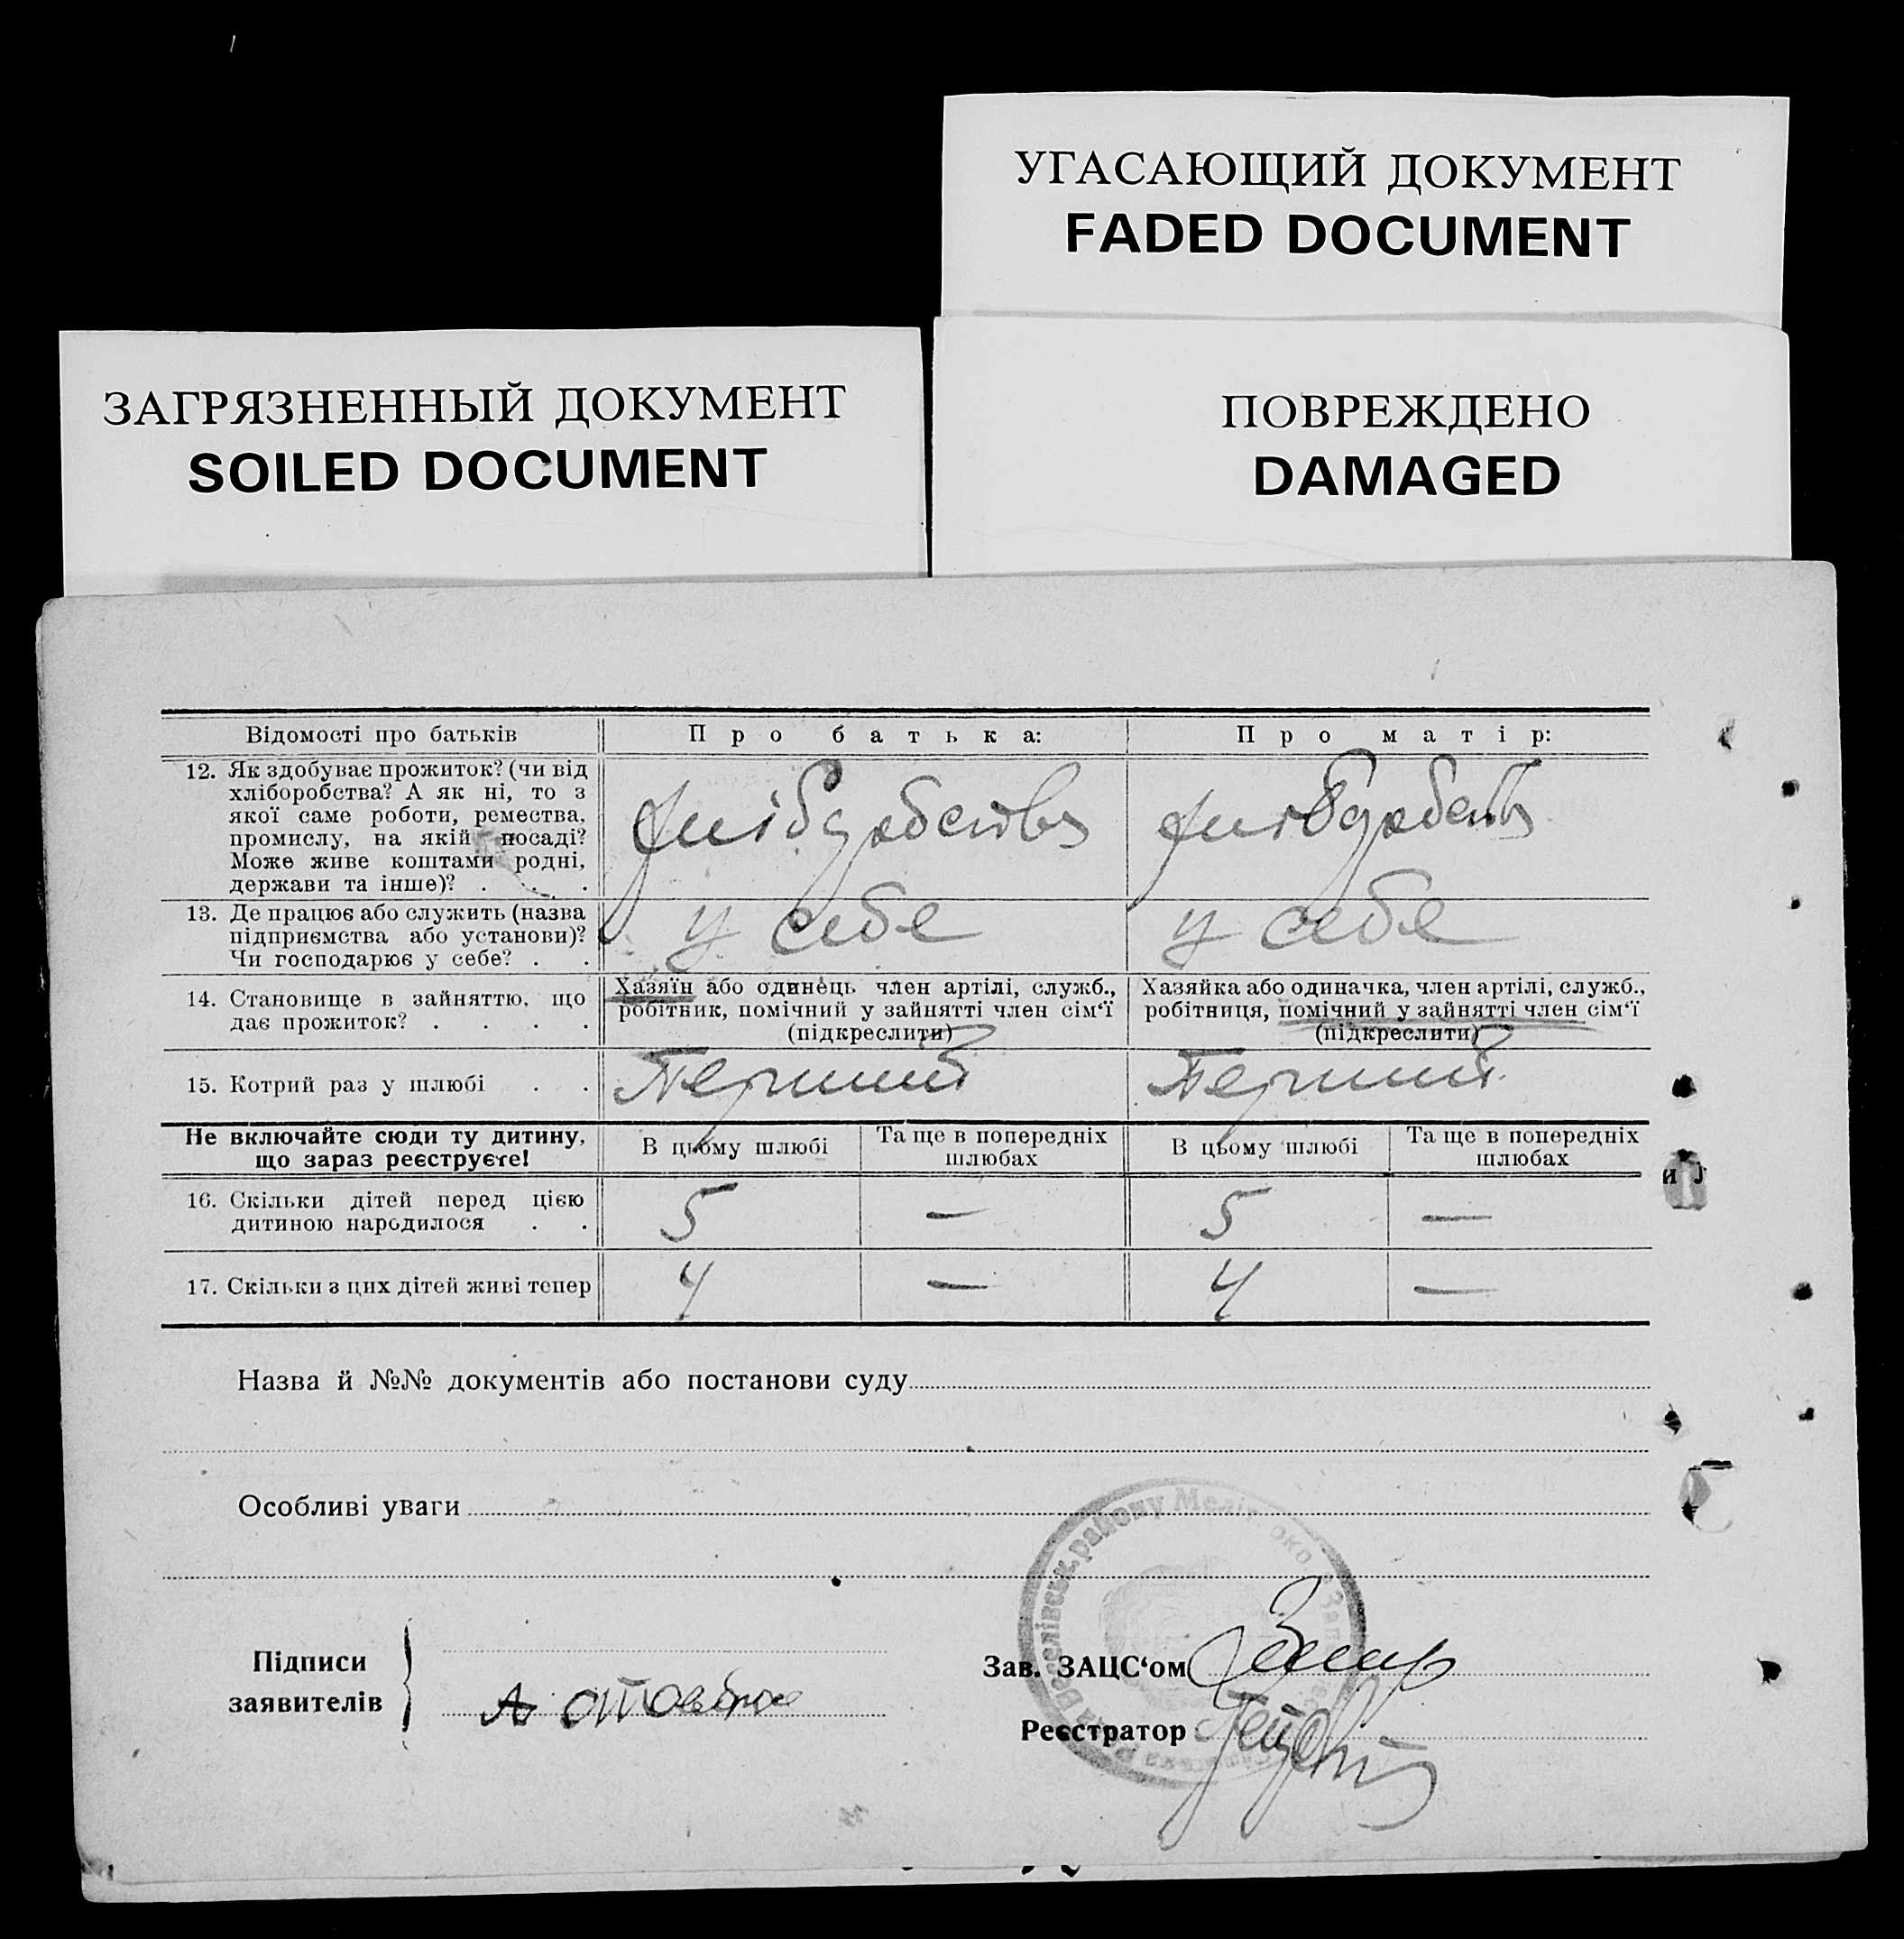 УГАСАЮЩИЙ ДОКУМЕНТ
FADED DOCUMENT
ЗАГРЯЗНЕННЫЙ ДОКУМЕНТ
SOILED DOCUMENT
ПОВРЕЖДЕНО
DAMAGED
Відомості про батьків
Про батька:
Про матір:
12. Як здобуває прожиток? (чи від
хліборобства? А як ні, то з
якої саме роботи, ремества,
промислу, на якій посаді?
Може живе коштами родні,
держави та інше)? . . .
13. Де працює або служить (назва
підприємства або установи)?
Чи господарює у себе? . .
у себе
у себе
14. Становище в зайняттю, що
дає прожиток? . . . .
Хазяїн або одинець член артілі, служб.,
робітник, помічний у зайнятті член сім‘ї
(підкреслити)
Хазяйка або одиначка, член артілі, служб.,
робітниця, помічний у зайнятті член сім‘ї
(підкреслити)
15. Котрий раз у шлюбі . .
Перший
Перший
Не включайте сюди ту дитину,
що зараз реєструєте!
В цьому шлюбі
Та ще в попередніх
шлюбах
В цьому шлюбі
Та ще в попередніх
шлюбах
16. Скільки дітей перед цією
дитиною народилося . .
5 — 5 —
17. Скільки з цих дітей живі тепер
4 — 4 —
Назва й №№ документів або постанови суду
Особливі уваги
Підписи
заявителів
Зав. ЗАЦС‘ом
Реєстратор
Веселівськ. району